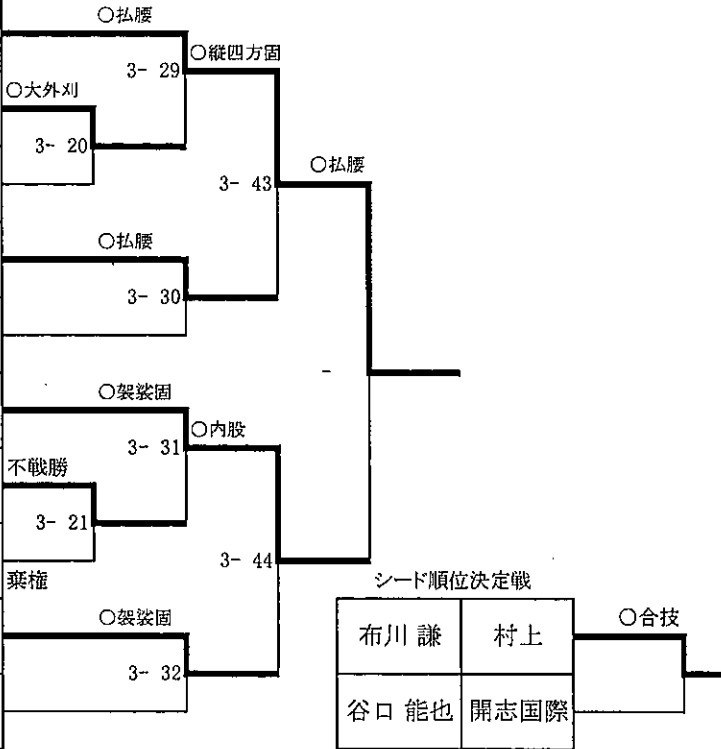 ○払腰
3- 29
○縦四方固
○大外刈
3- 20
○払腰
3- 43
○払腰
3- 30
-
○袈裟固
3- 31
○内股
不戦勝
3- 21
3- 44
棄権
シード順位決定戦
○袈裟固
布川 謙 村上
○合技
3- 32
谷口 能也 開志国際